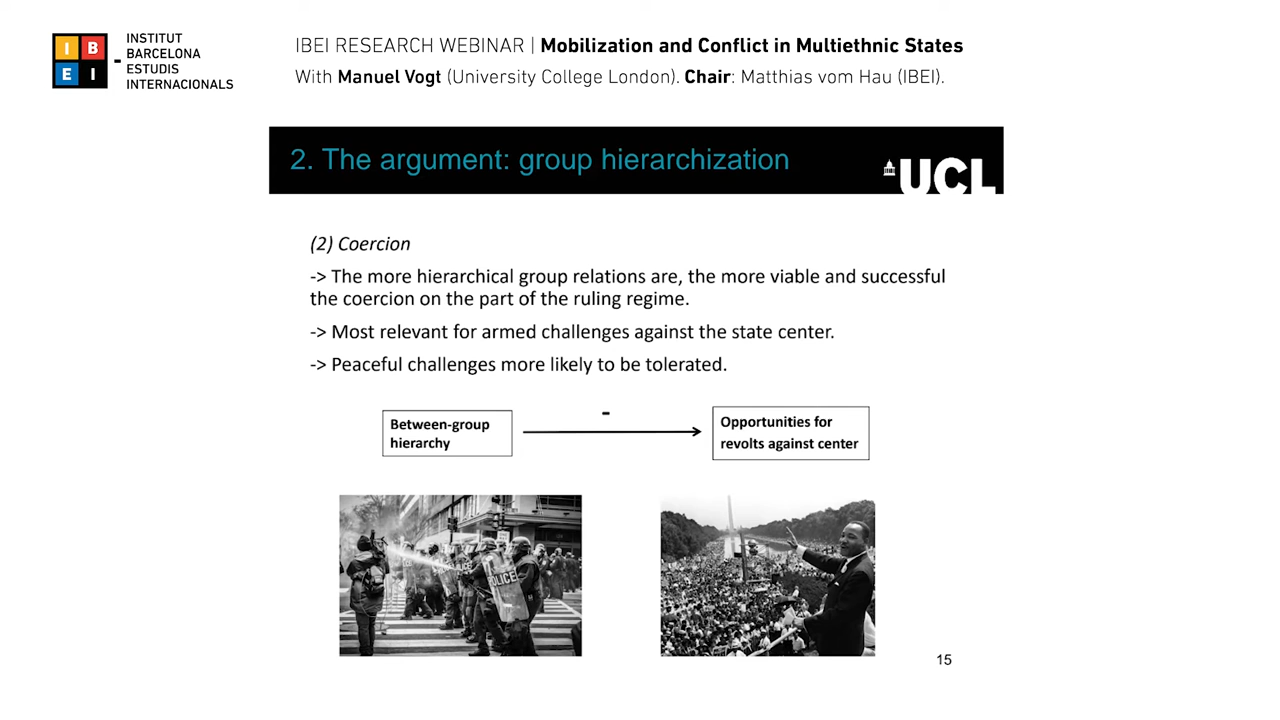 I B
E I
-
INSTITUT
BARCELONA
ESTUDIS
INTERNACIONALS
IBEI RESEARCH WEBINAR | Mobilization and Conflict in Multiethnic States
With Manuel Vogt (University College London). Chair: Matthias vom Hau (IBEI).
2. The argument: group hierarchization
UCL
(2) Coercion
-> The more hierarchical group relations are, the more viable and successful
the coercion on the part of the ruling regime.
-> Most relevant for armed challenges against the state center.
-> Peaceful challenges more likely to be tolerated.
-
Between-group
hierarchy
Opportunities for
revolts against center
POLICE
POLICE
15